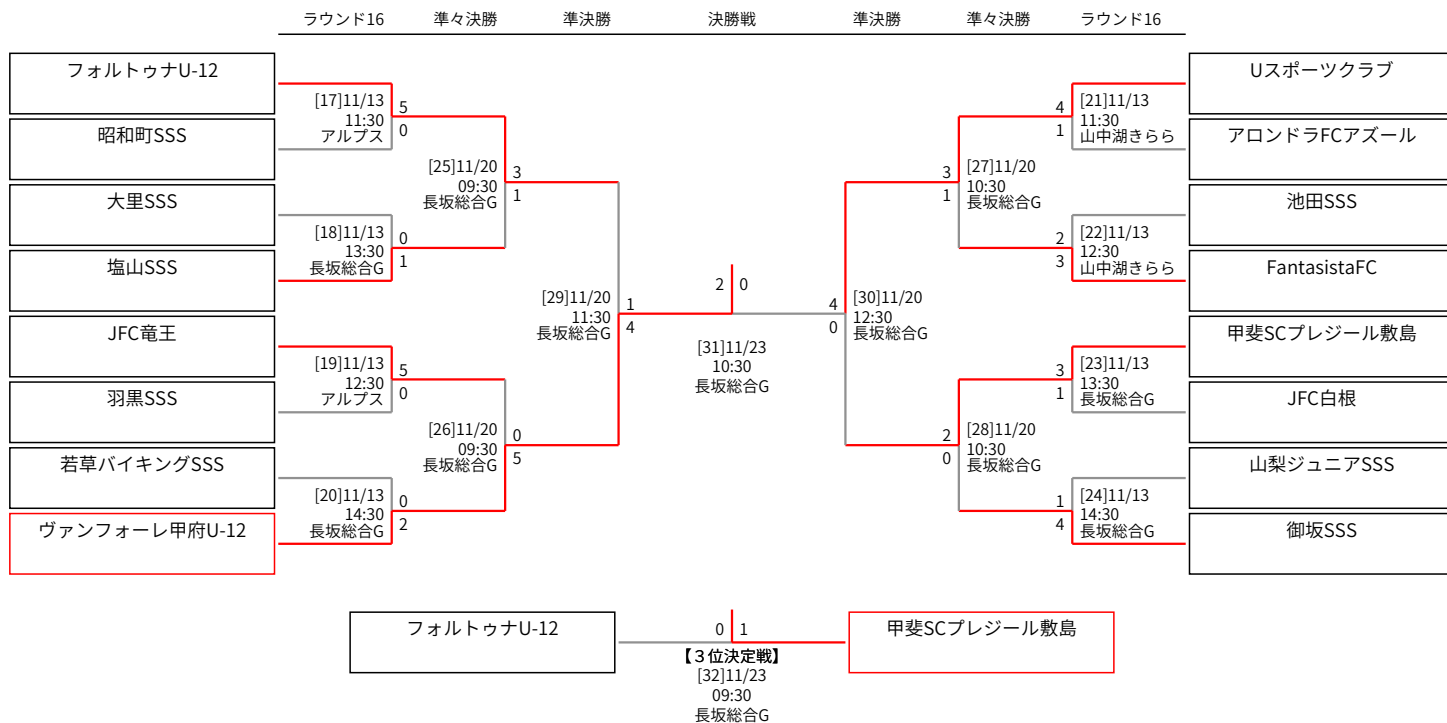 ラウンド16
準々決勝
準決勝
決勝戦
準決勝
準々決勝
ラウンド16
フォルトゥナU-12
昭和町SSS
大里SSS
塩山SSS
JFC竜王
羽黒SSS
若草バイキングSSS
ヴァンフォーレ甲府U-12
[17]11/13
11:30
アルプス
5
0
[18]11/13
13:30
長坂総合G
0
1
[19]11/13
12:30
アルプス
5
0
[20]11/13
14:30
長坂総合G
0
2
[25]11/20
09:30
長坂総合G
3
1
[26]11/20
09:30
長坂総合G
0
5
[29]11/20
11:30
長坂総合G
1
4
2 0
[31]11/23
10:30
長坂総合G
4
0
[30]11/20
12:30
長坂総合G
3
1
[27]11/20
10:30
長坂総合G
2
0
[28]11/20
10:30
長坂総合G
4
1
[21]11/13
11:30
山中湖きらら
2
3
[22]11/13
12:30
山中湖きらら
3
1
[23]11/13
13:30
長坂総合G
1
4
[24]11/13
14:30
長坂総合G
Uスポーツクラブ
アロンドラFCアズール
池田SSS
FantasistaFC
甲斐SCプレジール敷島
JFC白根
山梨ジュニアSSS
御坂SSS
フォルトゥナU-12
0 1
甲斐SCプレジール敷島
【３位決定戦】
[32]11/23
09:30
長坂総合G